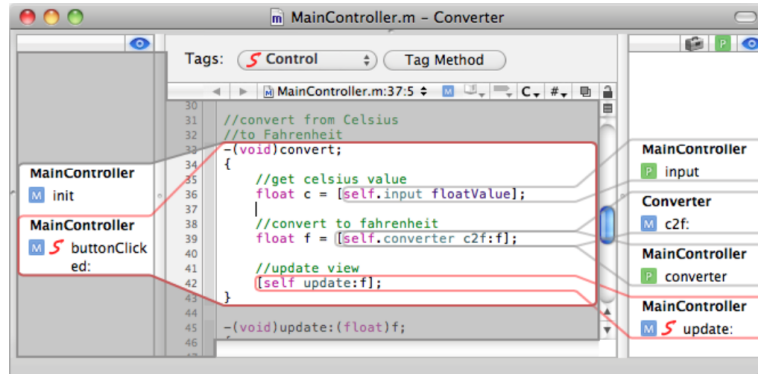 MainController.m – Converter
Tags: Control Tag Method
MainController.m:37:5 M C #
30
31 //convert from Celsius
32 //to Fahrenheit
33 -(void)convert;
34 {
35 //get celsius value
36 float c = [self.input floatValue];
37
38 //convert to fahrenheit
39 float f = [self.converter c2f:f];
40
41 //update view
42 [self update:f];
43 }
44
45 -(void)update:(float)f;
46
MainController
M init
MainController
M S buttonClick
ed:
P
MainController
P input
Converter
M c2f:
MainController
P converter
MainController
M S update: